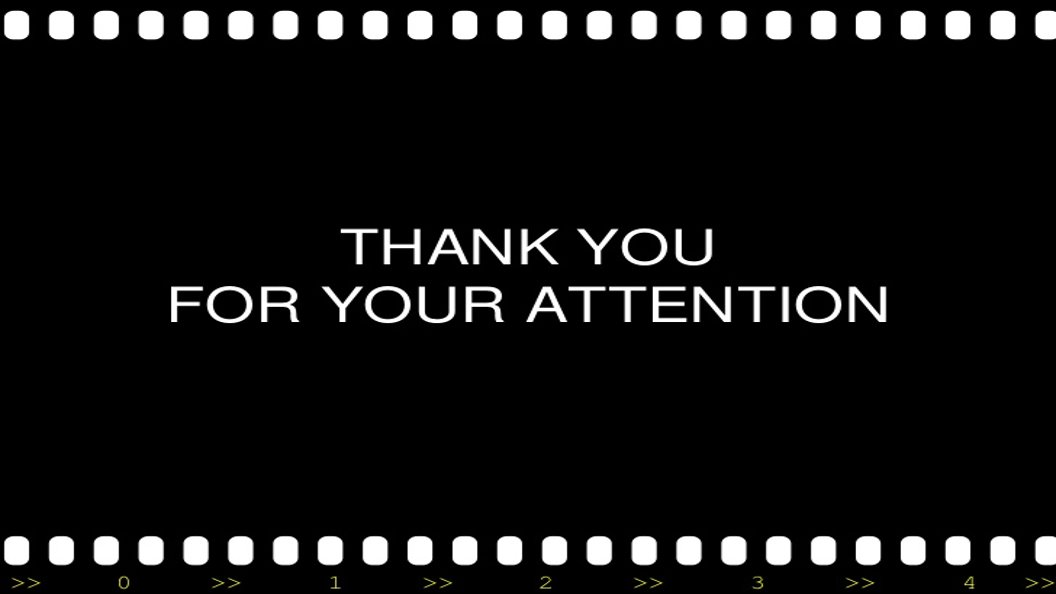 THANK YOU
FOR YOUR ATTENTION
>> 0 >> 1 >> 2 >> 3 >> 4 >>